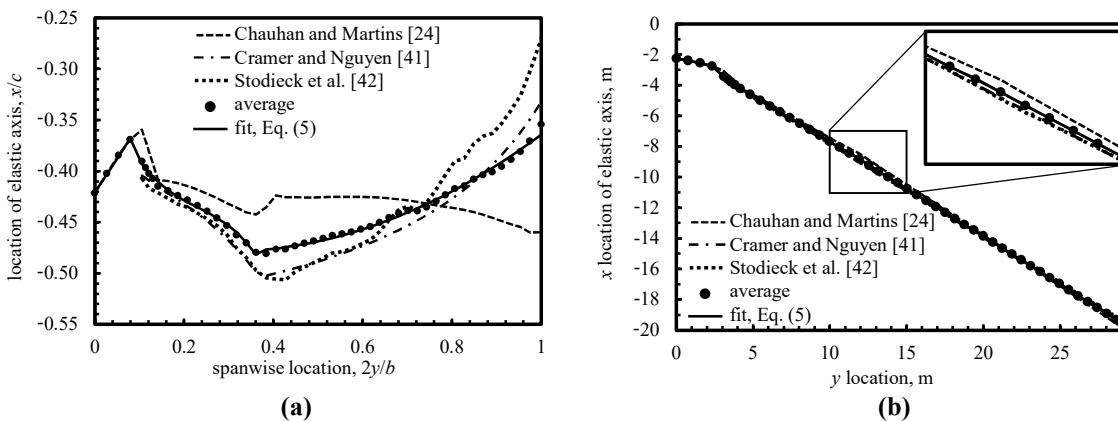 -0.25
-0.30
-0.35
-0.40
-0.45
-0.50
-0.55
location of elastic axis, x/c
Chauhan and Martins [24]
Cramer and Nguyen [41]
Stodieck et al. [42]
average
fit, Eq. (5)
0 0.2 0.4 0.6 0.8 1
spanwise location, 2y/b
(a)
0
-2
-4
-6
-8
-10
-12
-14
-16
-18
-20
x location of elastic axis, m
Chauhan and Martins [24]
Cramer and Nguyen [41]
Stodieck et al. [42]
average
fit, Eq. (5)
0 5 10 15 20 25
y location, m
(b)